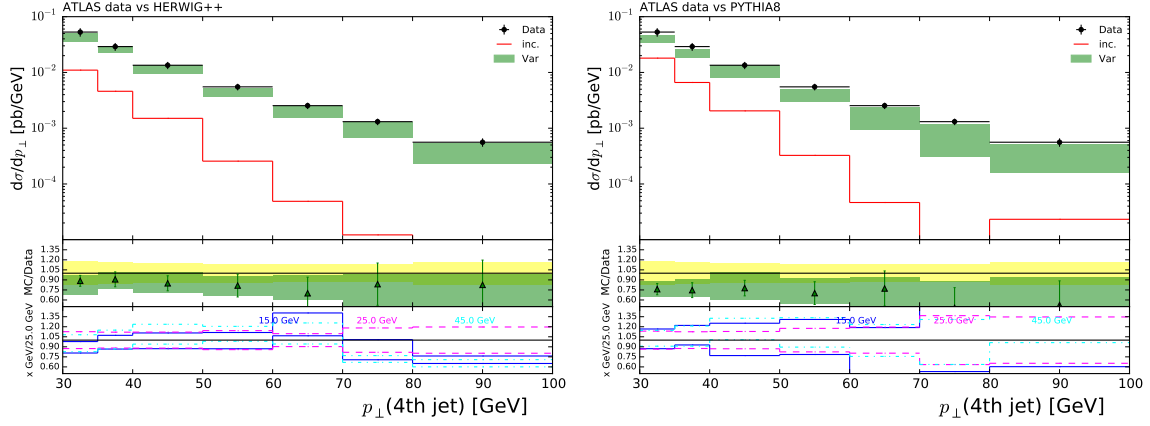 ATLAS data vs HERWIG++
10⁻¹
10⁻²
10⁻³
10⁻⁴
dσ/dp⊥ [pb/GeV]
Data
inc.
Var
MC/Data
1.35
1.20
1.05
0.90
0.75
0.60
x GeV/25.0 GeV
1.35
1.20
1.05
0.90
0.75
0.60
15.0 GeV 25.0 GeV 45.0 GeV
30 40 50 60 70 80 90 100
p⊥(4th jet) [GeV]
ATLAS data vs PYTHIA8
10⁻¹
10⁻²
10⁻³
10⁻⁴
dσ/dp⊥ [pb/GeV]
Data
inc.
Var
MC/Data
1.35
1.20
1.05
0.90
0.75
0.60
x GeV/25.0 GeV
1.35
1.20
1.05
0.90
0.75
0.60
15.0 GeV 25.0 GeV 45.0 GeV
30 40 50 60 70 80 90 100
p⊥(4th jet) [GeV]